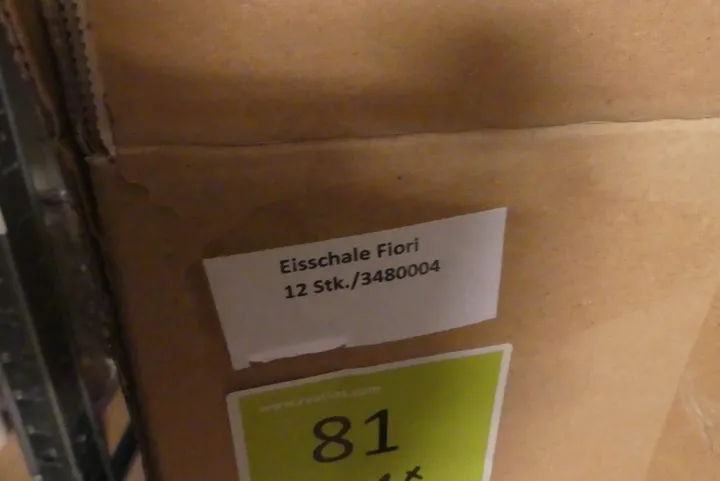 Eisschale Fiori
12 Stk./3480004
81